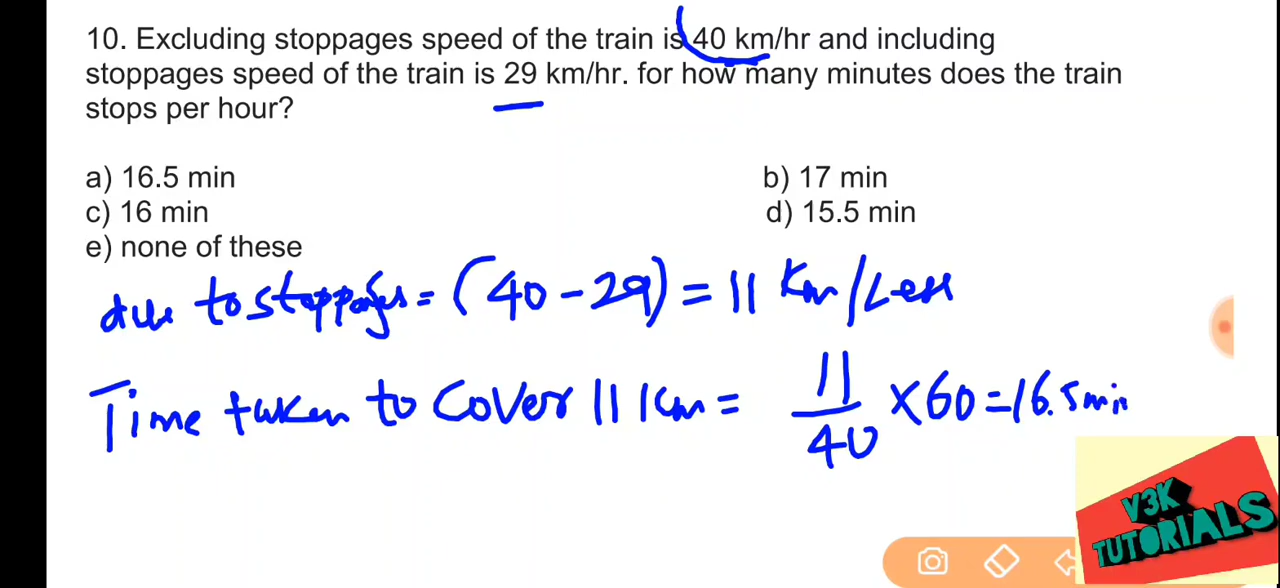 10. Excluding stoppages speed of the train is 40 km/hr and including
stoppages speed of the train is 29 km/hr. for how many minutes does the train
stops per hour?
a) 16.5 min
b) 17 min
c) 16 min
d) 15.5 min
e) none of these
due to stoppages = (40 - 29) = 11 Km/Less
Time taken to Cover 11 Km = 11/40 × 60 = 16.5 min
V3K
TUTORIALS